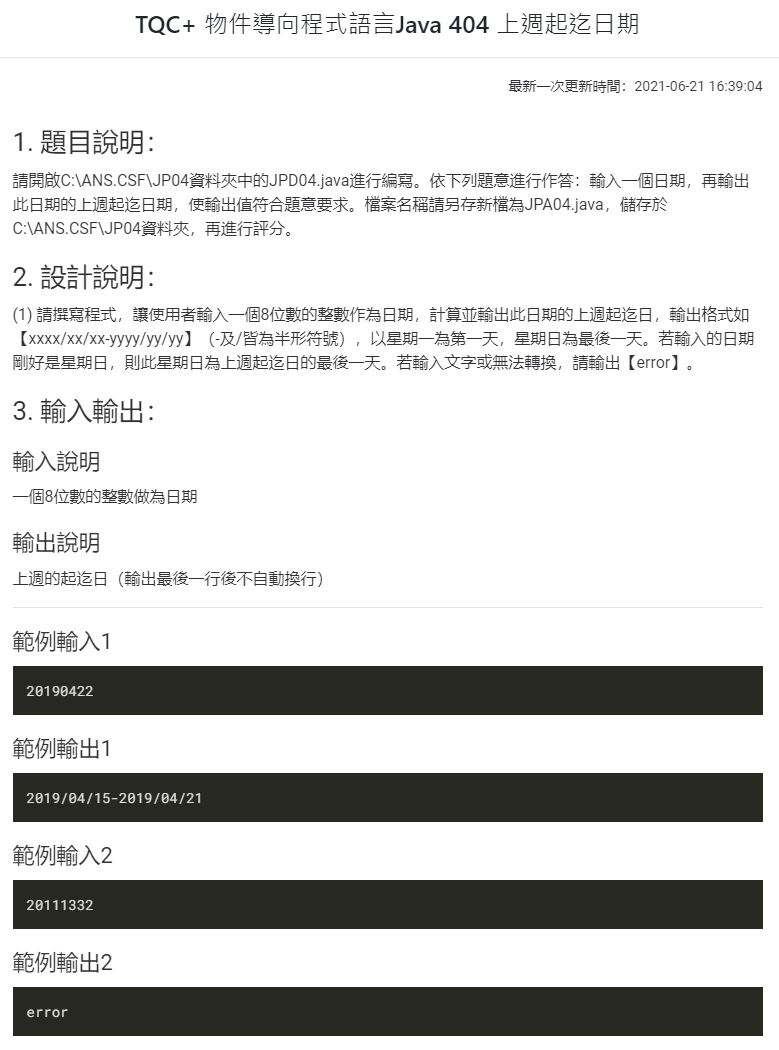 TQC+ 物件導向程式語言Java 404 上週起迄日期
最新一次更新時間：2021-06-21 16:39:04
1. 題目說明：
請開啟C:\ANS.CSF\JP04資料夾中的JPD04.java進行編寫。依下列題意進行作答：輸入一個日期，再輸出
此日期的上週起迄日期，使輸出值符合題意要求。檔案名稱請另存新檔為JPA04.java，儲存於
C:\ANS.CSF\JP04資料夾，再進行評分。
2. 設計說明：
(1) 請撰寫程式，讓使用者輸入一個8位數的整數作為日期，計算並輸出此日期的上週起迄日，輸出格式如
【xxxx/xx/xx-yyyy/yy/yy】（-及/皆為半形符號），以星期一為第一天，星期日為最後一天。若輸入的日期
剛好是星期日，則此星期日為上週起迄日的最後一天。若輸入文字或無法轉換，請輸出【error】。
3. 輸入輸出：
輸入說明
一個8位數的整數做為日期
輸出說明
上週的起迄日（輸出最後一行後不自動換行）
範例輸入1
20190422
範例輸出1
2019/04/15-2019/04/21
範例輸入2
20111332
範例輸出2
error